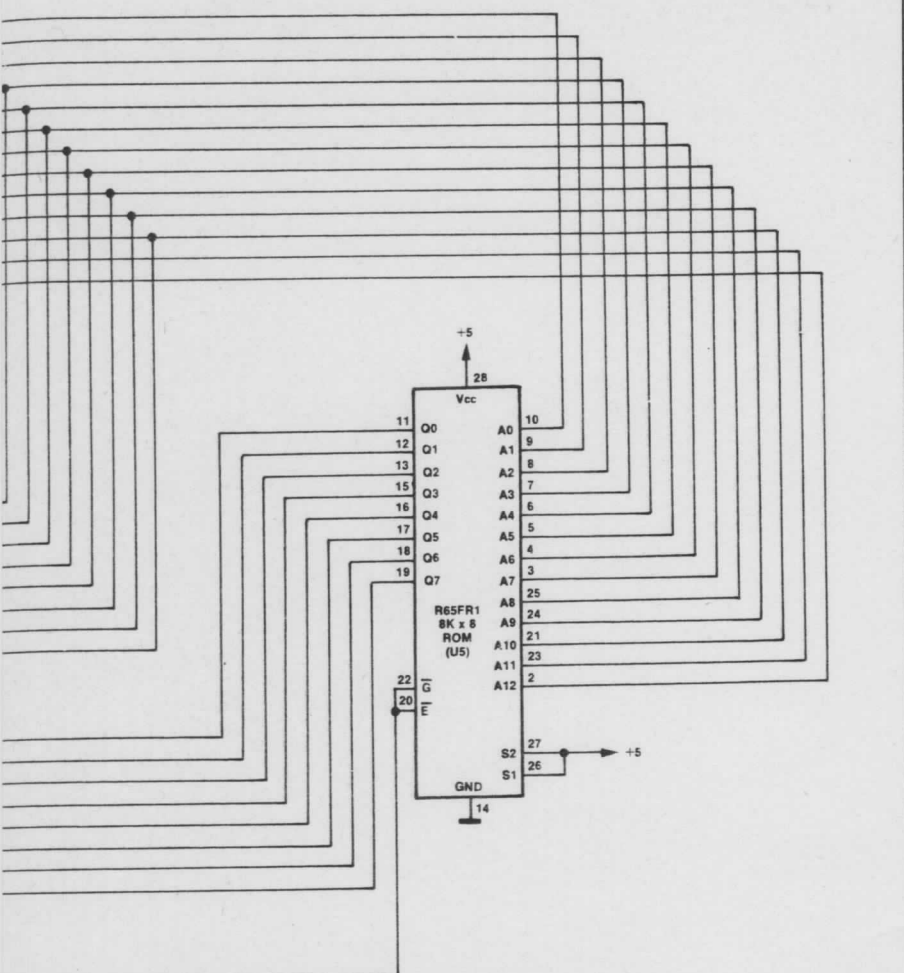 +5
28
Vcc
11 Q0 A0 10
12 Q1 A1 9
13 Q2 A2 8
15 Q3 A3 7
16 Q4 A4 6
17 Q5 A5 5
18 Q6 A6 4
19 Q7 A7 3
A8 25
R65FR1
8K x 8
ROM
(U5)
A9 24
A10 21
A11 23
A12 2
22 G̅
20 E̅
S2 27 +5
S1 26
GND
14